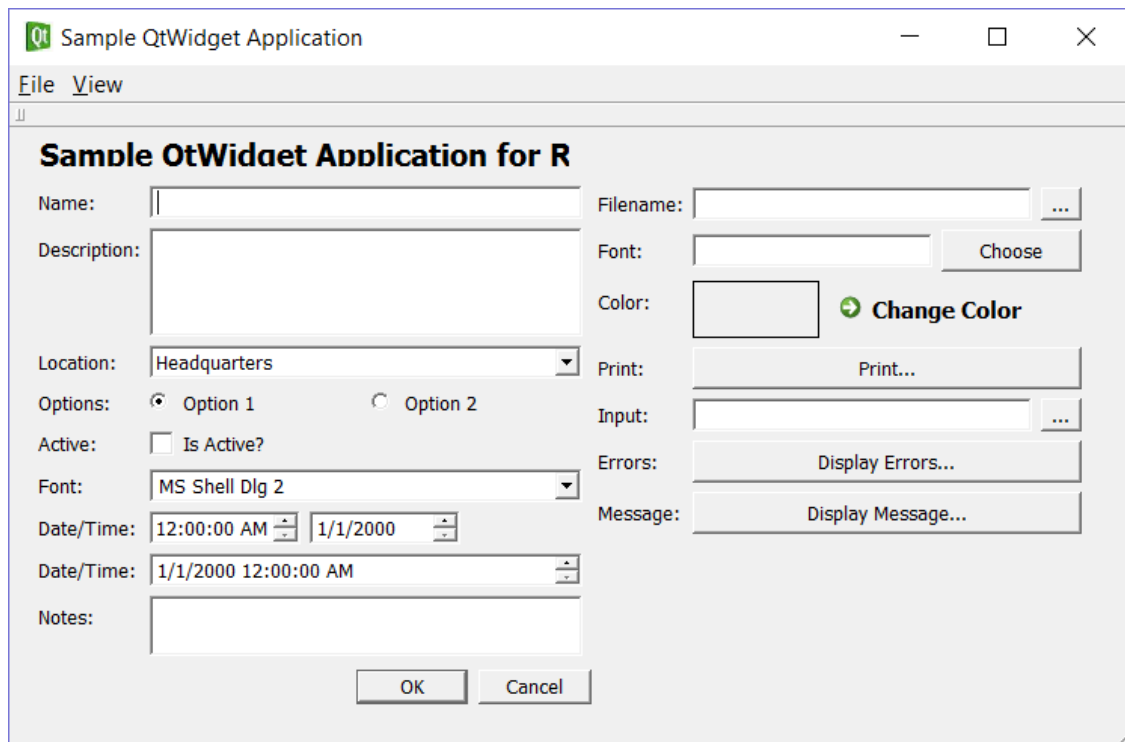 Qt Sample QtWidget Application
File View
Sample QtWidget Application for R
Name:
Description:
Location: Headquarters
Options: Option 1 Option 2
Active: Is Active?
Font: MS Shell Dlg 2
Date/Time: 12:00:00 AM 1/1/2000
Date/Time: 1/1/2000 12:00:00 AM
Notes:
OK Cancel
Filename: ...
Font: Choose
Color: Change Color
Print: Print...
Input: ...
Errors: Display Errors...
Message: Display Message...